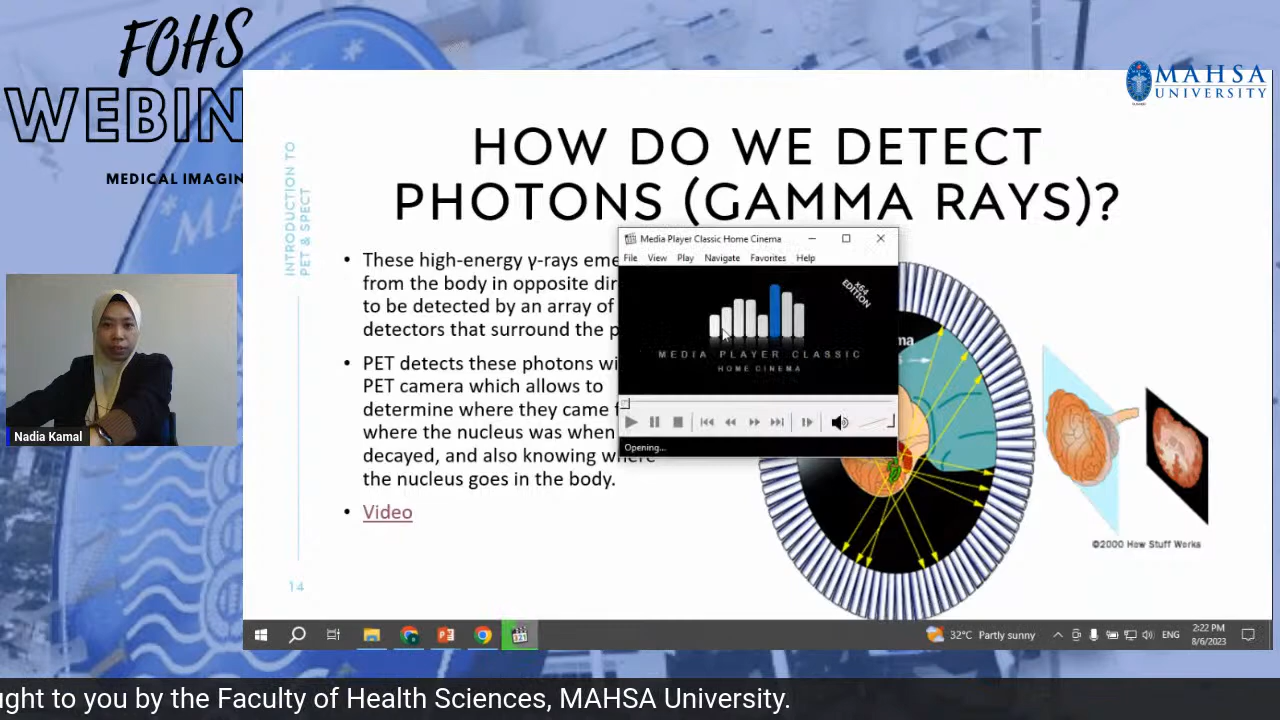 FOHS
WEBIN
MEDICAL IMAGIN
MAHSA
UNIVERSITY
INTRODUCTION TO
PET & SPECT
HOW DO WE DETECT
PHOTONS (GAMMA RAYS)?
• These high-energy γ-rays eme
from the body in opposite dir
to be detected by an array of
detectors that surround the p
• PET detects these photons wi
PET camera which allows to
determine where they came
where the nucleus was when
decayed, and also knowing where
the nucleus goes in the body.
• Video
Media Player Classic Home Cinema
File View Play Navigate Favorites Help
x64
EDITION
MEDIA PLAYER CLASSIC
HOME CINEMA
Opening...
©2000 How Stuff Works
14
Nadia Kamal
321
32°C Partly sunny
ENG
2:22 PM
8/6/2023
ught to you by the Faculty of Health Sciences, MAHSA University.